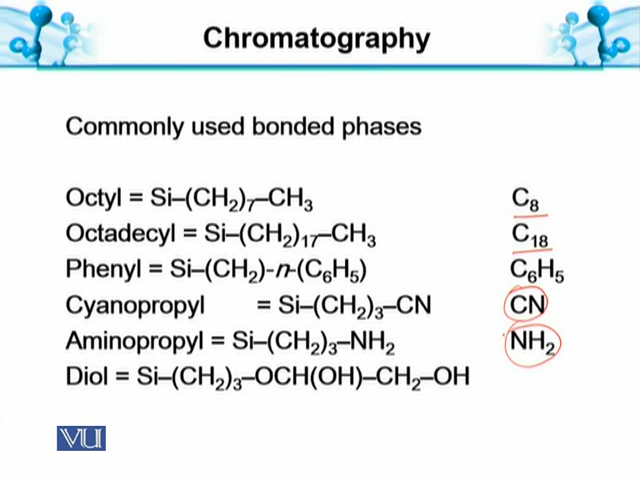 Chromatography
Commonly used bonded phases
Octyl = Si–(CH₂)₇–CH₃ C₈
Octadecyl = Si–(CH₂)₁₇–CH₃ C₁₈
Phenyl = Si–(CH₂)-n-(C₆H₅) C₆H₅
Cyanopropyl = Si–(CH₂)₃–CN CN
Aminopropyl = Si–(CH₂)₃–NH₂ NH₂
Diol = Si–(CH₂)₃–OCH(OH)–CH₂–OH
VU